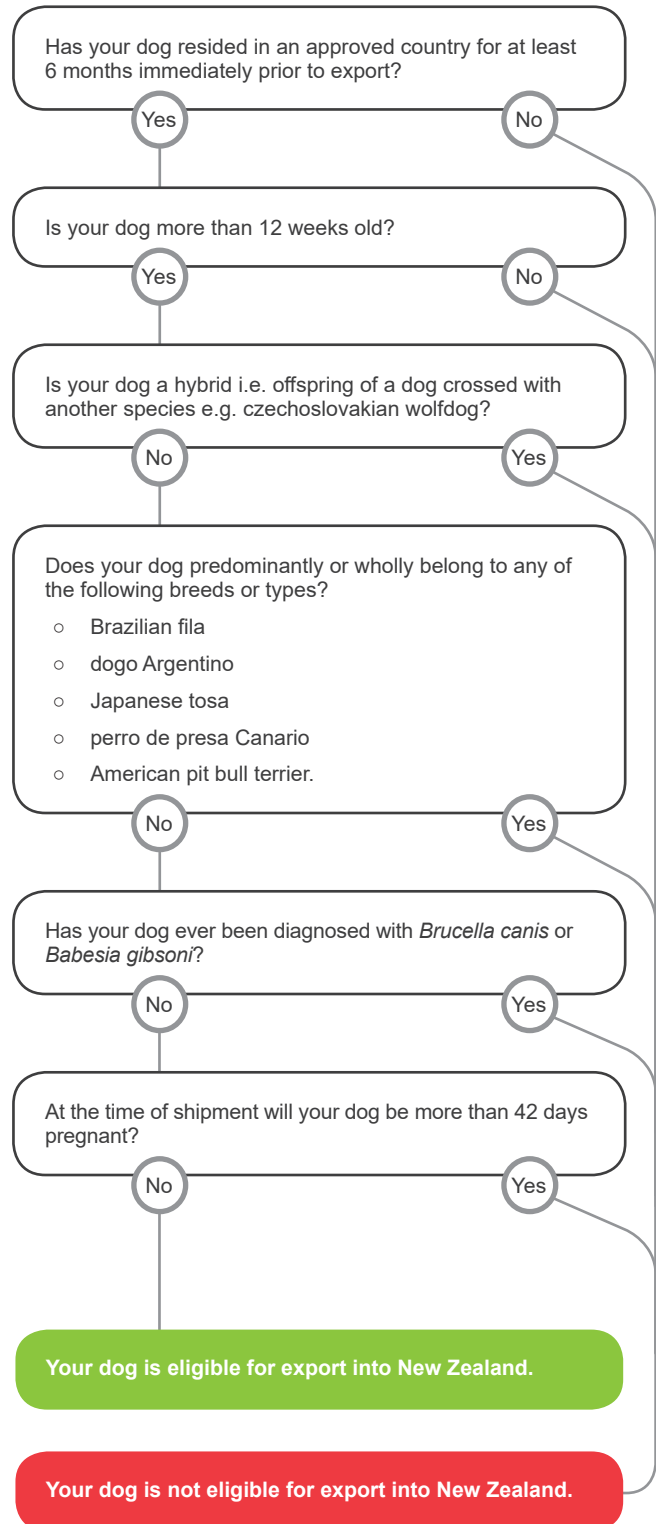 Has your dog resided in an approved country for at least
6 months immediately prior to export?
Yes
No
Is your dog more than 12 weeks old?
Yes
No
Is your dog a hybrid i.e. offspring of a dog crossed with
another species e.g. czechoslovakian wolfdog?
No
Yes
Does your dog predominantly or wholly belong to any of
the following breeds or types?
○ Brazilian fila
○ dogo Argentino
○ Japanese tosa
○ perro de presa Canario
○ American pit bull terrier.
No
Yes
Has your dog ever been diagnosed with Brucella canis or
Babesia gibsoni?
No
Yes
At the time of shipment will your dog be more than 42 days
pregnant?
No
Yes
Your dog is eligible for export into New Zealand.
Your dog is not eligible for export into New Zealand.